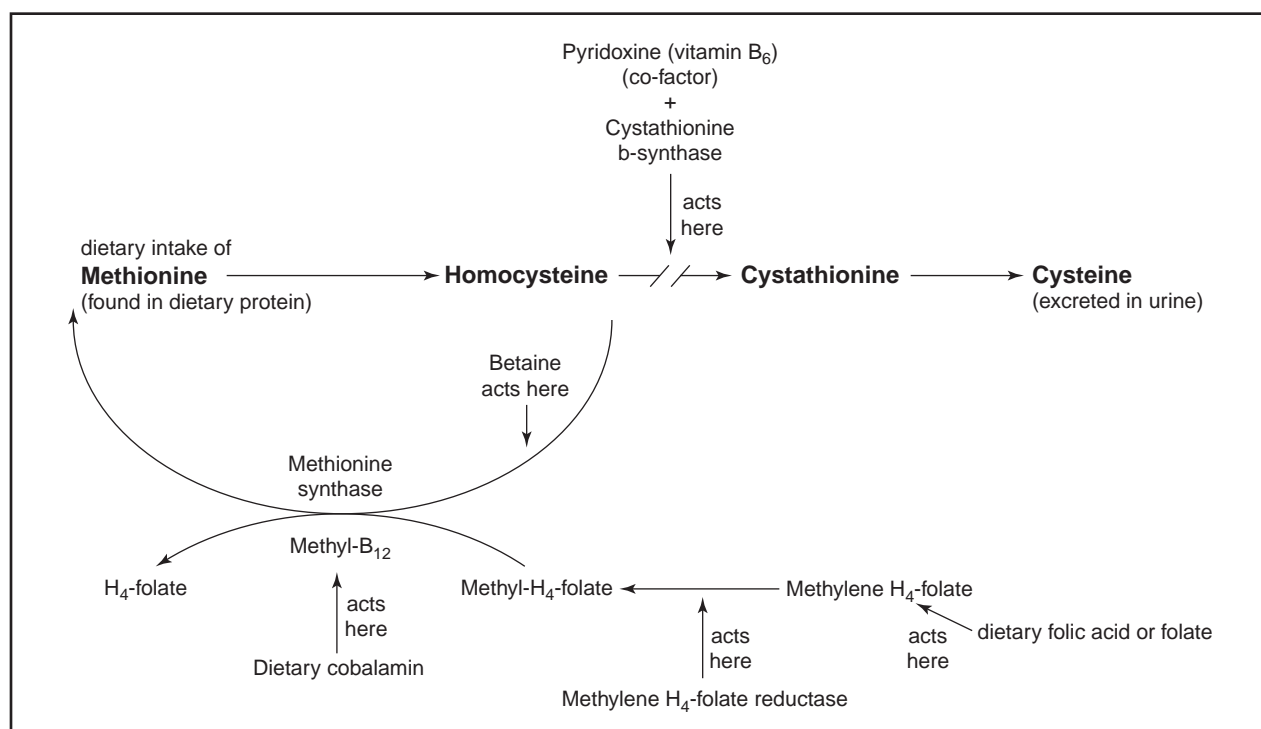 Pyridoxine (vitamin B₆)
(co-factor)
+
Cystathionine
b-synthase
acts
here
dietary intake of
Methionine
(found in dietary protein)
Homocysteine
Cystathionine
Cysteine
(excreted in urine)
Betaine
acts here
Methionine
synthase
Methyl-B₁₂
H₄-folate
acts
here
Dietary cobalamin
Methyl-H₄-folate
Methylene H₄-folate
acts
here
Methylene H₄-folate reductase
acts
here
dietary folic acid or folate